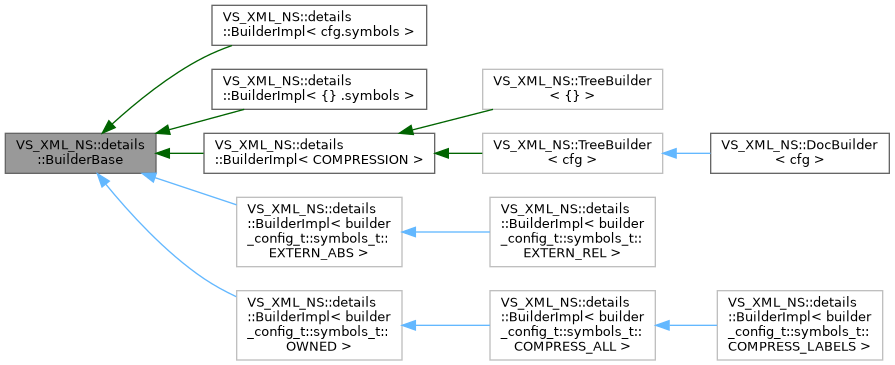 VS_XML_NS::details
::BuilderImpl< cfg.symbols >
VS_XML_NS::details
::BuilderImpl< {} .symbols >
VS_XML_NS::TreeBuilder
< {} >
VS_XML_NS::details
::BuilderBase
VS_XML_NS::details
::BuilderImpl< COMPRESSION >
VS_XML_NS::TreeBuilder
< cfg >
VS_XML_NS::DocBuilder
< cfg >
VS_XML_NS::details
::BuilderImpl< builder
_config_t::symbols_t::
EXTERN_ABS >
VS_XML_NS::details
::BuilderImpl< builder
_config_t::symbols_t::
EXTERN_REL >
VS_XML_NS::details
::BuilderImpl< builder
_config_t::symbols_t::
OWNED >
VS_XML_NS::details
::BuilderImpl< builder
_config_t::symbols_t::
COMPRESS_ALL >
VS_XML_NS::details
::BuilderImpl< builder
_config_t::symbols_t::
COMPRESS_LABELS >